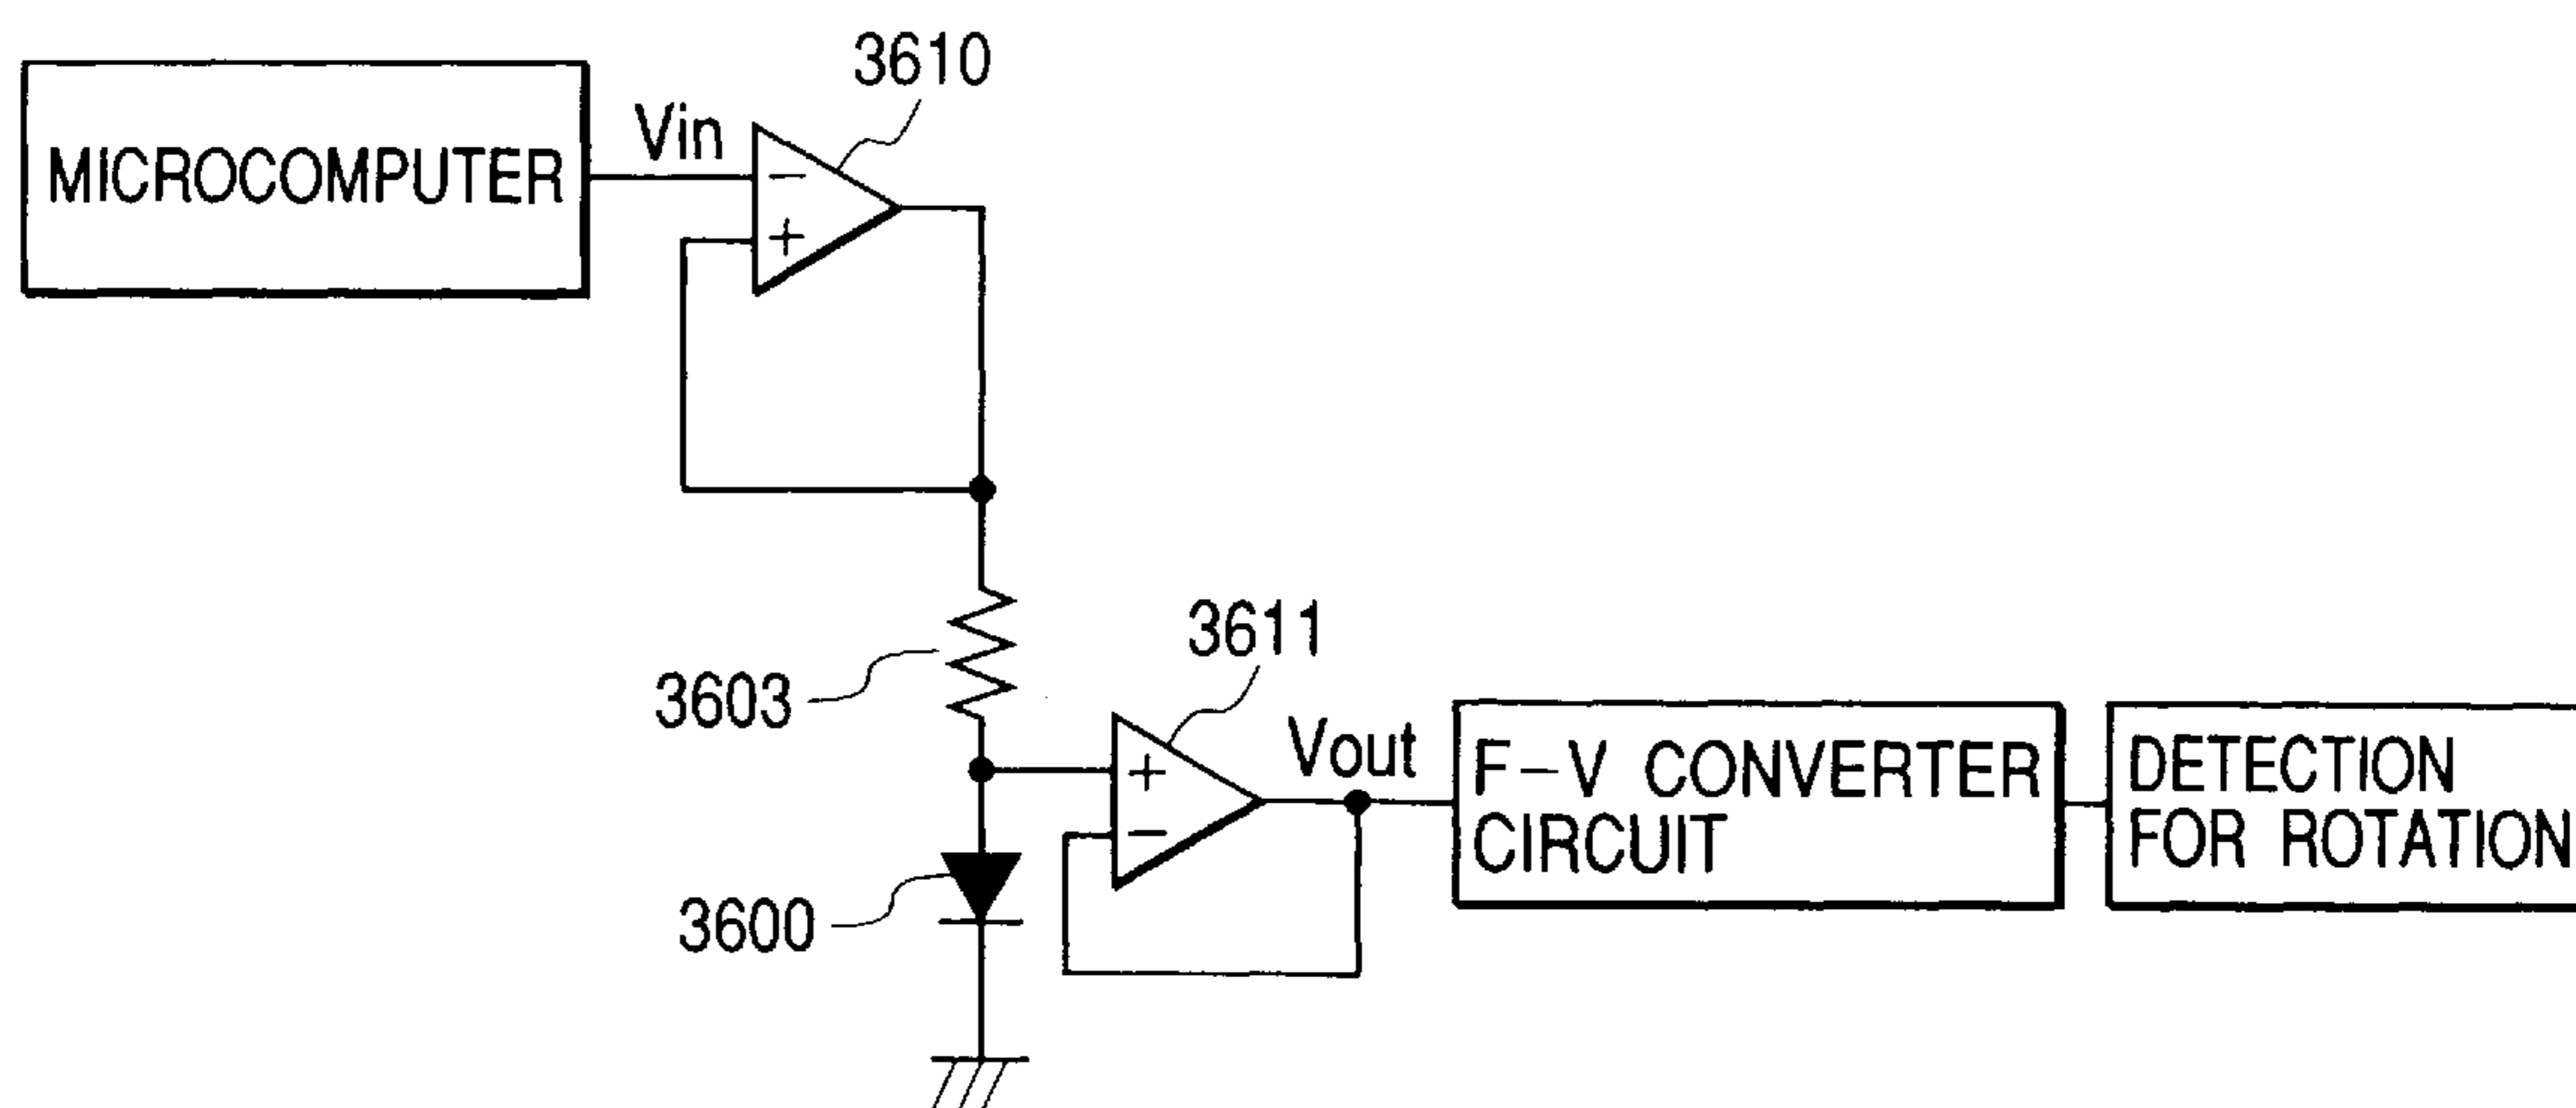 3610
Vin
MICROCOMPUTER
−
+
3611
3603
Vout
+
−
F-V CONVERTER
CIRCUIT
DETECTION
FOR ROTATION
3600